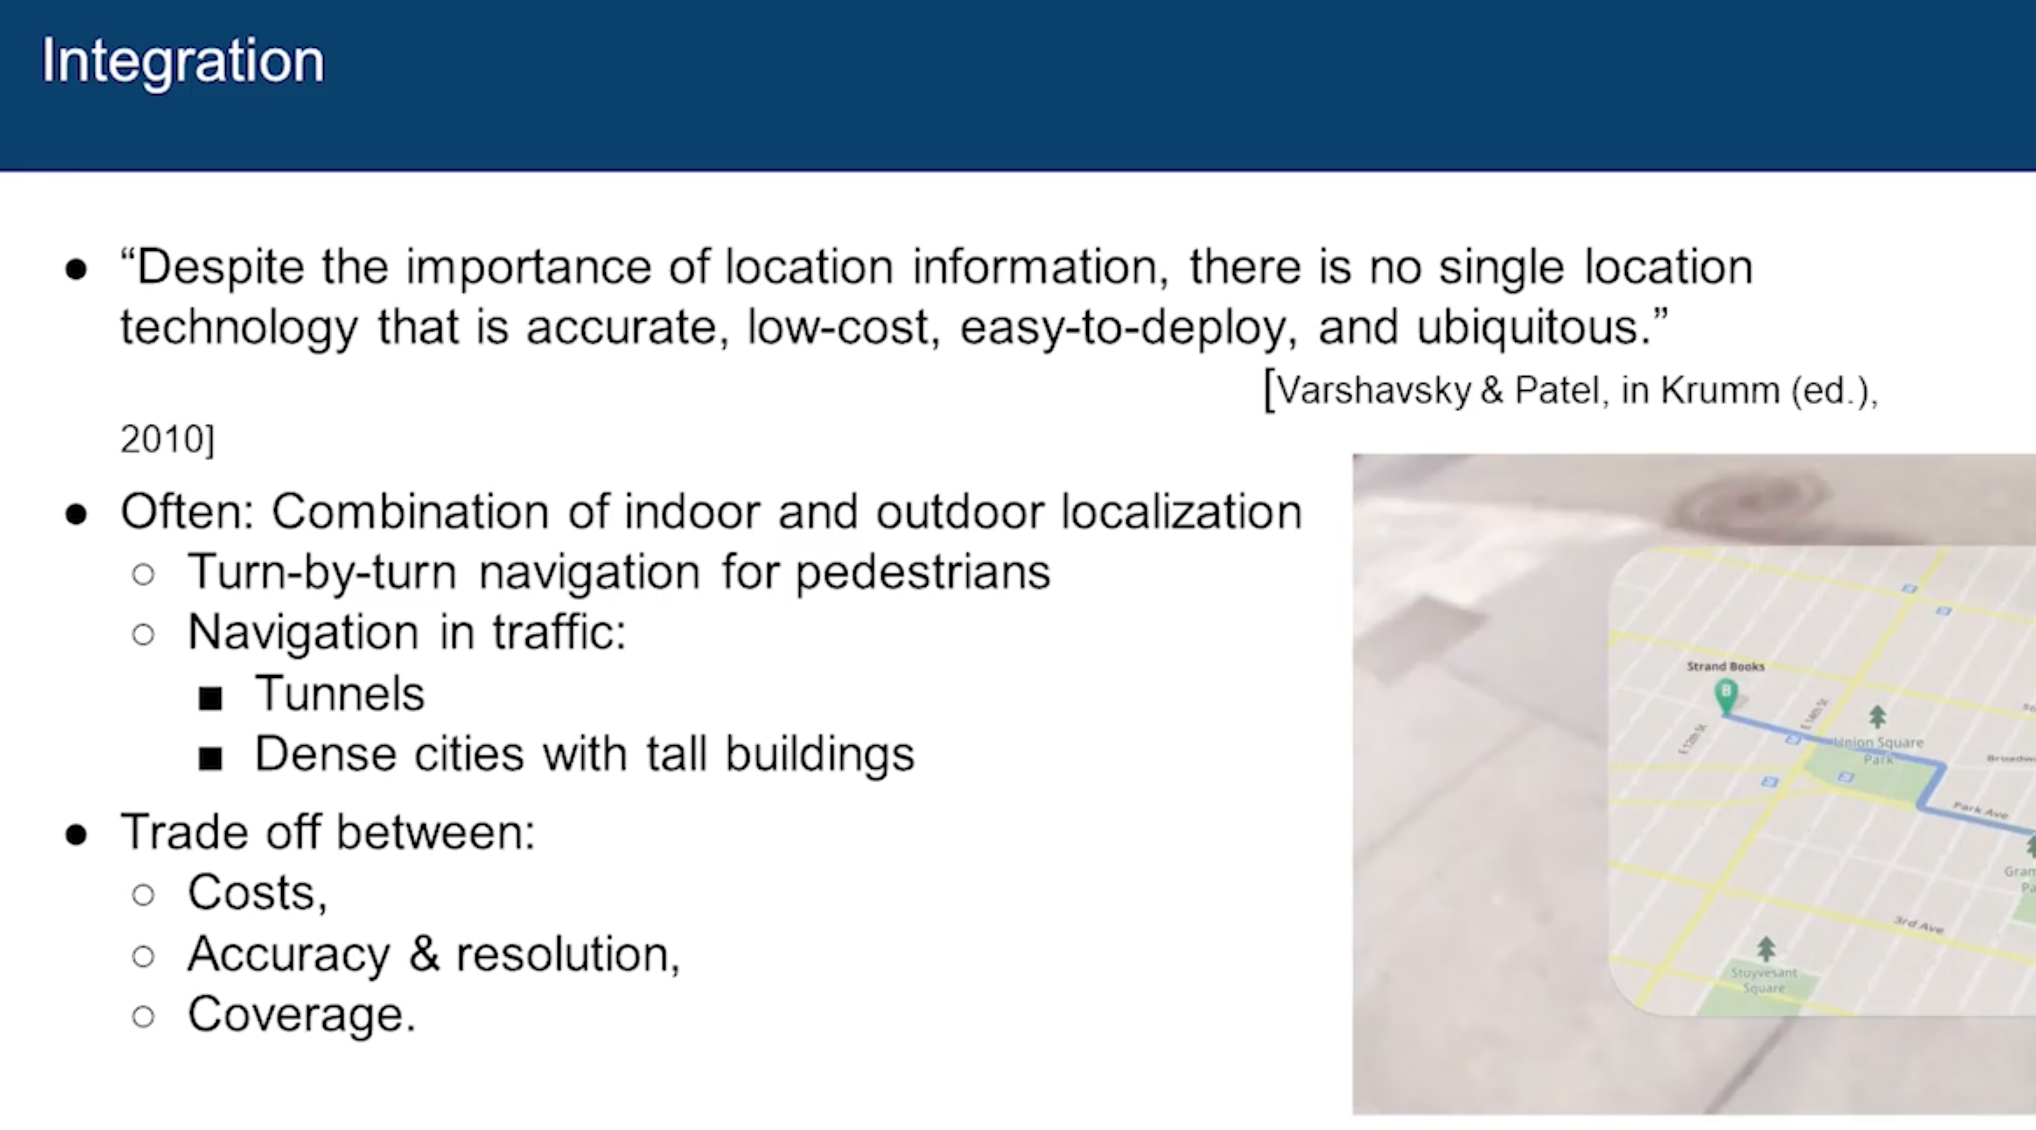 Integration
● “Despite the importance of location information, there is no single location
technology that is accurate, low-cost, easy-to-deploy, and ubiquitous.”
[Varshavsky & Patel, in Krumm (ed.),
2010]
● Often: Combination of indoor and outdoor localization
○ Turn-by-turn navigation for pedestrians
○ Navigation in traffic:
■ Tunnels
■ Dense cities with tall buildings
● Trade off between:
○ Costs,
○ Accuracy & resolution,
○ Coverage.
Strand Books
B
E 14th St
E 12th St
Union Square
Park
Park Ave
3rd Ave
Stuyvesant
Square